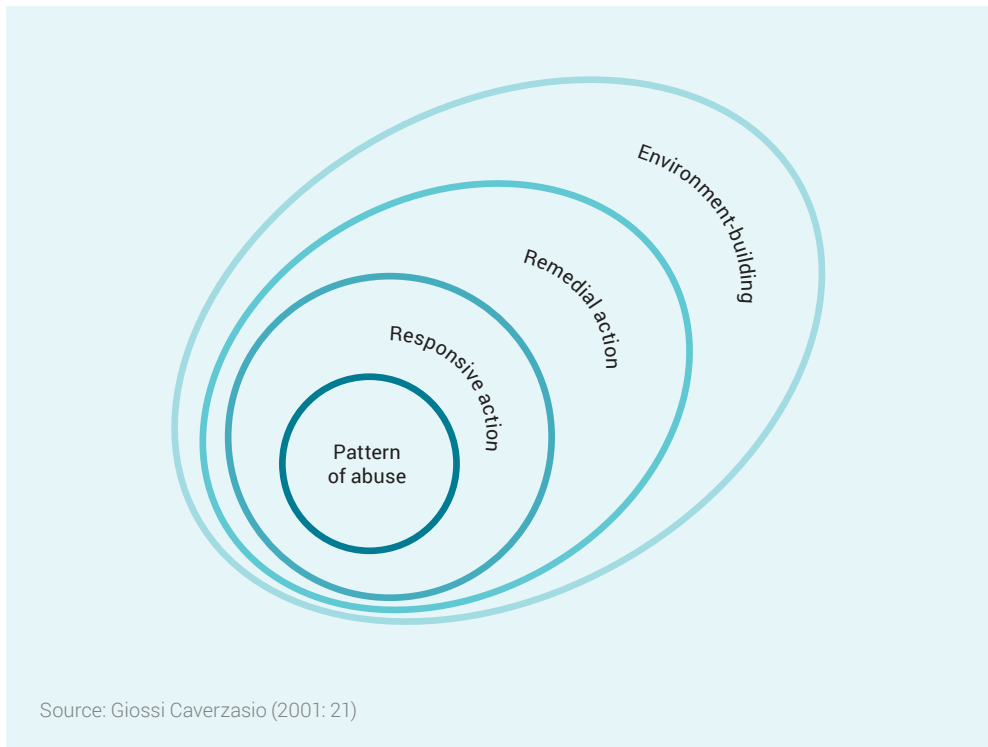 Environment-building
Remedial action
Responsive action
Pattern
of abuse
Source: Giossi Caverzasio (2001: 21)